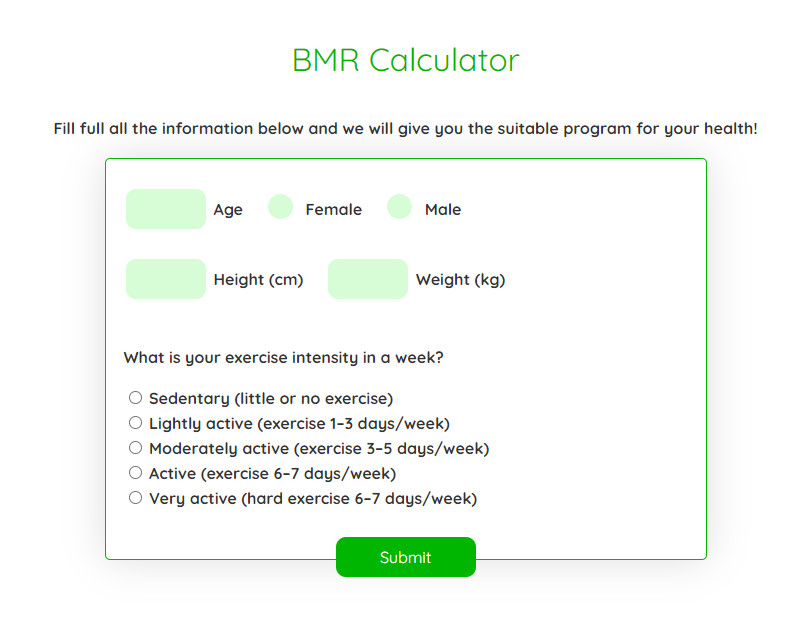 BMR Calculator
Fill full all the information below and we will give you the suitable program for your health!
Age Female Male
Height (cm) Weight (kg)
What is your exercise intensity in a week?
Sedentary (little or no exercise)
Lightly active (exercise 1–3 days/week)
Moderately active (exercise 3–5 days/week)
Active (exercise 6–7 days/week)
Very active (hard exercise 6–7 days/week)
Submit